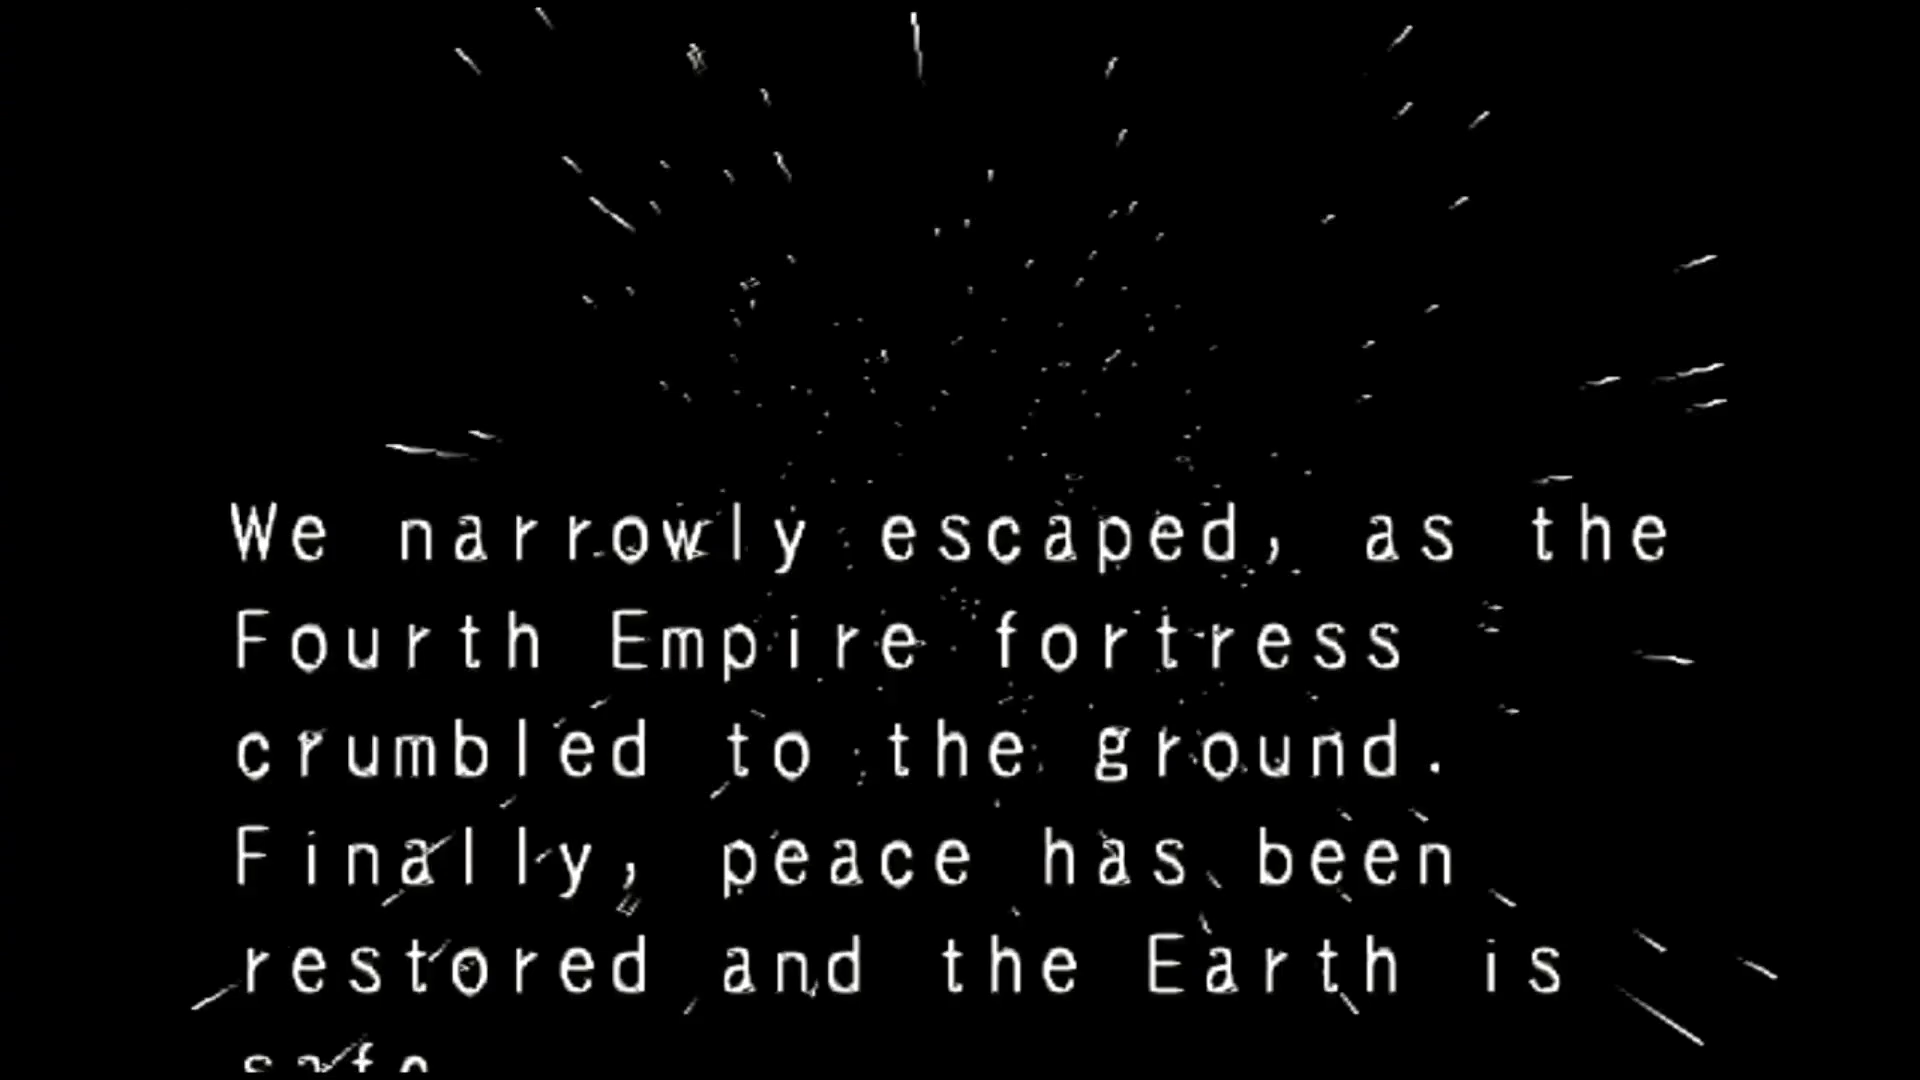 We narrowly escaped, as the
Fourth Empire fortress
crumbled to the ground.
Finally, peace has been
restored and the Earth is
safe